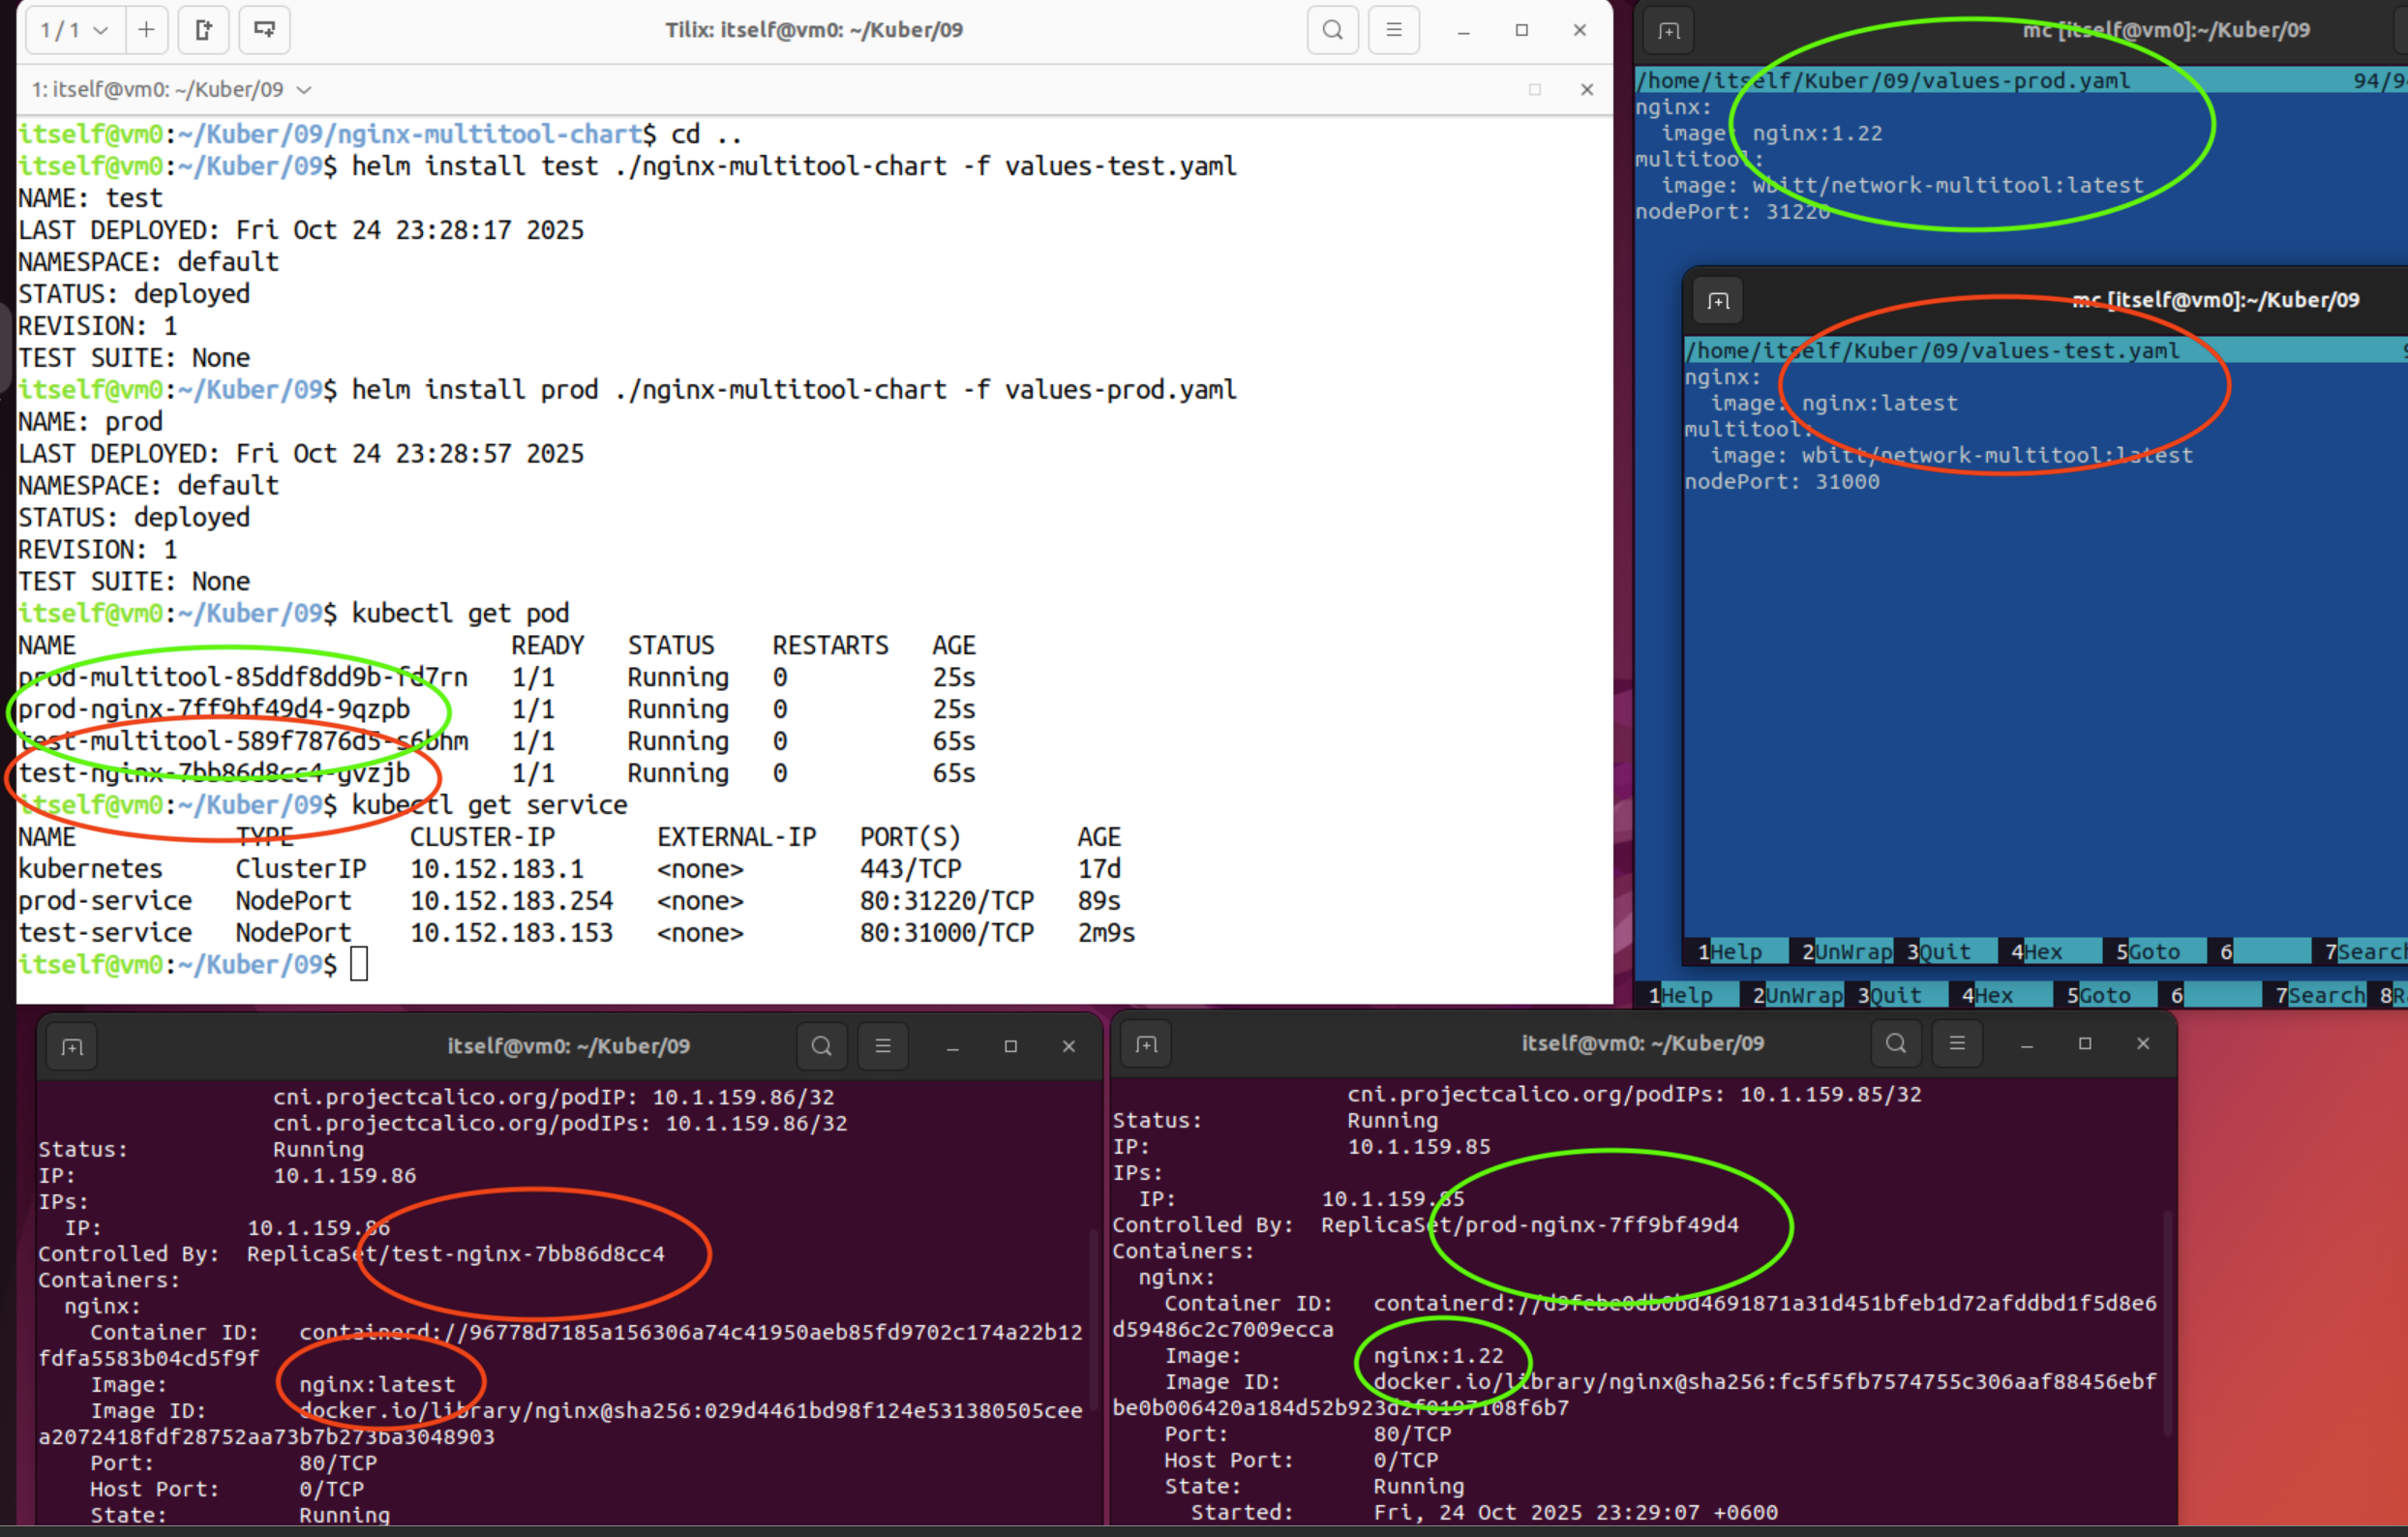 1 / 1
Tilix: itself@vm0: ~/Kuber/09
1: itself@vm0: ~/Kuber/09
itself@vm0:~/Kuber/09/nginx-multitool-chart$ cd ..
itself@vm0:~/Kuber/09$ helm install test ./nginx-multitool-chart -f values-test.yaml
NAME: test
LAST DEPLOYED: Fri Oct 24 23:28:17 2025
NAMESPACE: default
STATUS: deployed
REVISION: 1
TEST SUITE: None
itself@vm0:~/Kuber/09$ helm install prod ./nginx-multitool-chart -f values-prod.yaml
NAME: prod
LAST DEPLOYED: Fri Oct 24 23:28:57 2025
NAMESPACE: default
STATUS: deployed
REVISION: 1
TEST SUITE: None
itself@vm0:~/Kuber/09$ kubectl get pod
NAME READY STATUS RESTARTS AGE
prod-multitool-85ddf8dd9b-fd7rn 1/1 Running 0 25s
prod-nginx-7ff9bf49d4-9qzpb 1/1 Running 0 25s
test-multitool-589f7876d5-s6bhm 1/1 Running 0 65s
test-nginx-7bb86d8cc4-gvzjb 1/1 Running 0 65s
itself@vm0:~/Kuber/09$ kubectl get service
NAME TYPE CLUSTER-IP EXTERNAL-IP PORT(S) AGE
kubernetes ClusterIP 10.152.183.1 <none> 443/TCP 17d
prod-service NodePort 10.152.183.254 <none> 80:31220/TCP 89s
test-service NodePort 10.152.183.153 <none> 80:31000/TCP 2m9s
itself@vm0:~/Kuber/09$
mc [itself@vm0]:~/Kuber/09
/home/itself/Kuber/09/values-prod.yaml 94/9
nginx:
image: nginx:1.22
multitool:
image: wbitt/network-multitool:latest
nodePort: 31220
mc [itself@vm0]:~/Kuber/09
/home/itself/Kuber/09/values-test.yaml
nginx:
image: nginx:latest
multitool:
image: wbitt/network-multitool:latest
nodePort: 31000
1Help 2UnWrap 3Quit 4Hex 5Goto 6 7Search
1Help 2UnWrap 3Quit 4Hex 5Goto 6 7Search 8R
itself@vm0: ~/Kuber/09
cni.projectcalico.org/podIP: 10.1.159.86/32
cni.projectcalico.org/podIPs: 10.1.159.86/32
Status: Running
IP: 10.1.159.86
IPs:
IP: 10.1.159.86
Controlled By: ReplicaSet/test-nginx-7bb86d8cc4
Containers:
nginx:
Container ID: containerd://96778d7185a156306a74c41950aeb85fd9702c174a22b12
fdfa5583b04cd5f9f
Image: nginx:latest
Image ID: docker.io/library/nginx@sha256:029d4461bd98f124e531380505cee
a2072418fdf28752aa73b7b273ba3048903
Port: 80/TCP
Host Port: 0/TCP
State: Running
itself@vm0: ~/Kuber/09
cni.projectcalico.org/podIPs: 10.1.159.85/32
Status: Running
IP: 10.1.159.85
IPs:
IP: 10.1.159.85
Controlled By: ReplicaSet/prod-nginx-7ff9bf49d4
Containers:
nginx:
Container ID: containerd://d9febe0db0bd4691871a31d451bfeb1d72afddbd1f5d8e6
d59486c2c7009ecca
Image: nginx:1.22
Image ID: docker.io/library/nginx@sha256:fc5f5fb7574755c306aaf88456ebf
be0b006420a184d52b923d2f0197108f6b7
Port: 80/TCP
Host Port: 0/TCP
State: Running
Started: Fri, 24 Oct 2025 23:29:07 +0600